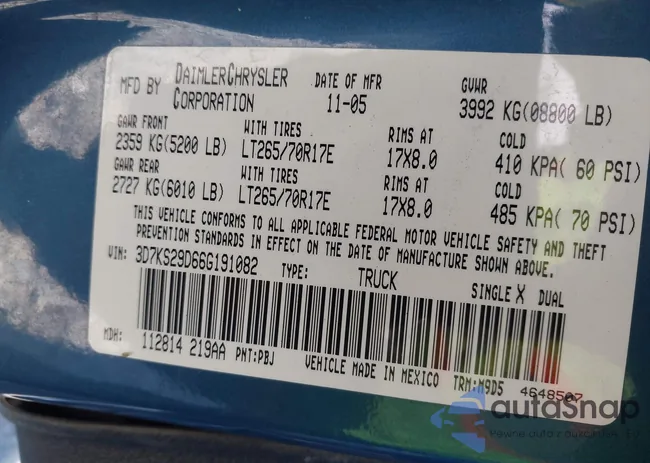 MFD BY DAIMLERCHRYSLER CORPORATION DATE OF MFR 11-05 GVWR 3992 KG(08800 LB)
GAWR FRONT WITH TIRES RIMS AT COLD
2359 KG(5200 LB) LT265/70R17E 17X8.0 410 KPA( 60 PSI)
GAWR REAR WITH TIRES RIMS AT COLD
2727 KG(6010 LB) LT265/70R17E 17X8.0 485 KPA( 70 PSI)
THIS VEHICLE CONFORMS TO ALL APPLICABLE FEDERAL MOTOR VEHICLE SAFETY AND THEFT
PREVENTION STANDARDS IN EFFECT ON THE DATE OF MANUFACTURE SHOWN ABOVE.
VIN: 3D7KS29D66G191082 TYPE: TRUCK SINGLE X DUAL
MDH: 112814 219AA PNT:PBJ VEHICLE MADE IN MEXICO TRM:M9D5 4648507
autoSnap